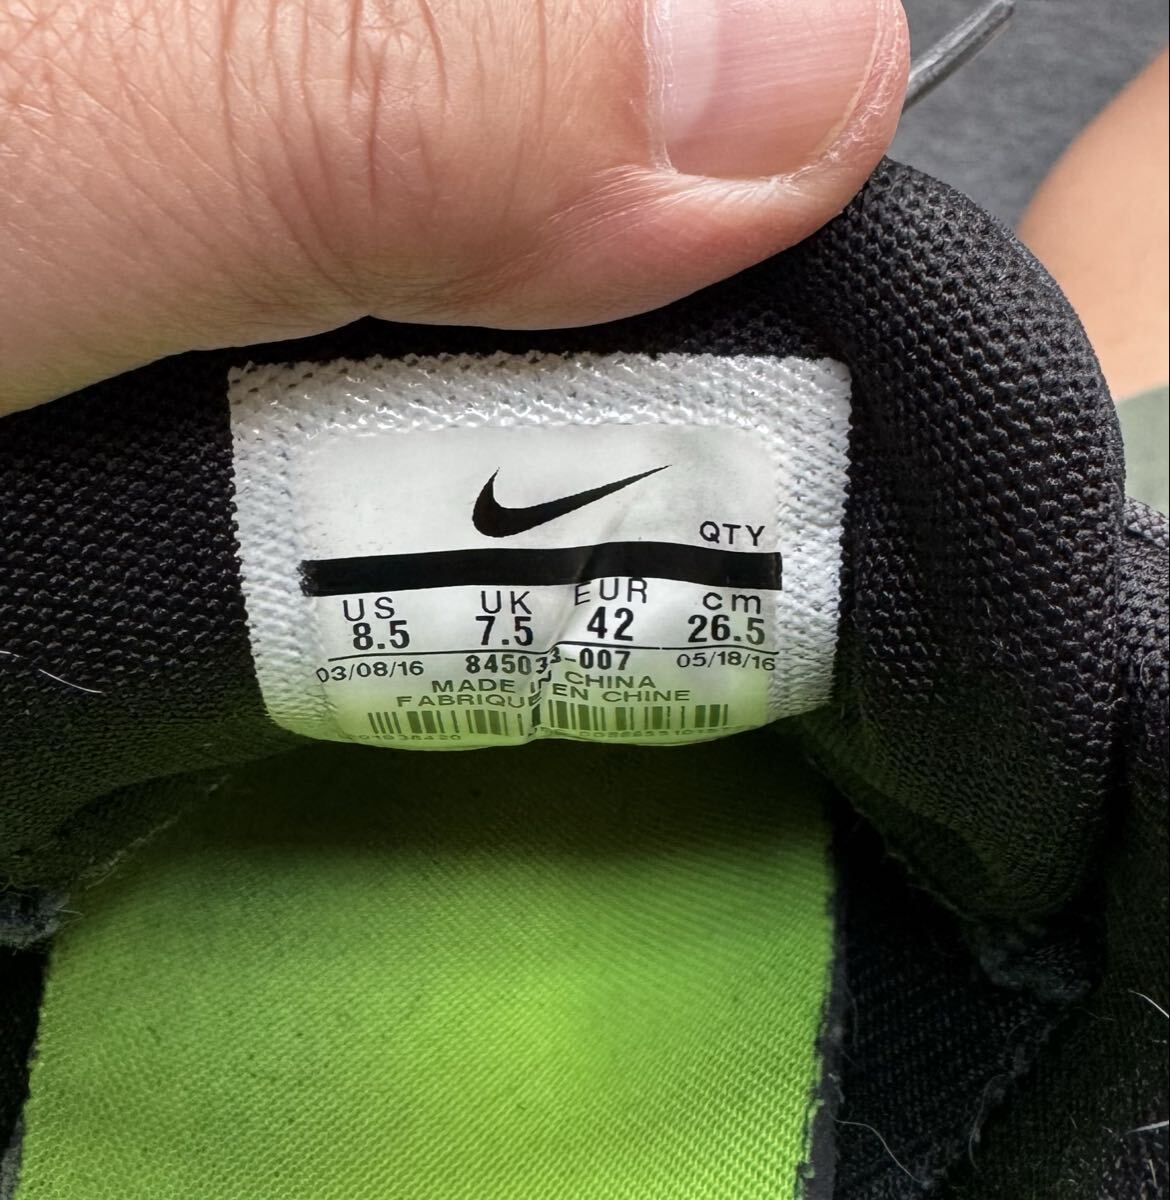 QTY
US UK EUR cm
8.5 7.5 42 26.5
03/08/16 845033-007 05/18/16
MADE IN CHINA
FABRIQUE EN CHINE